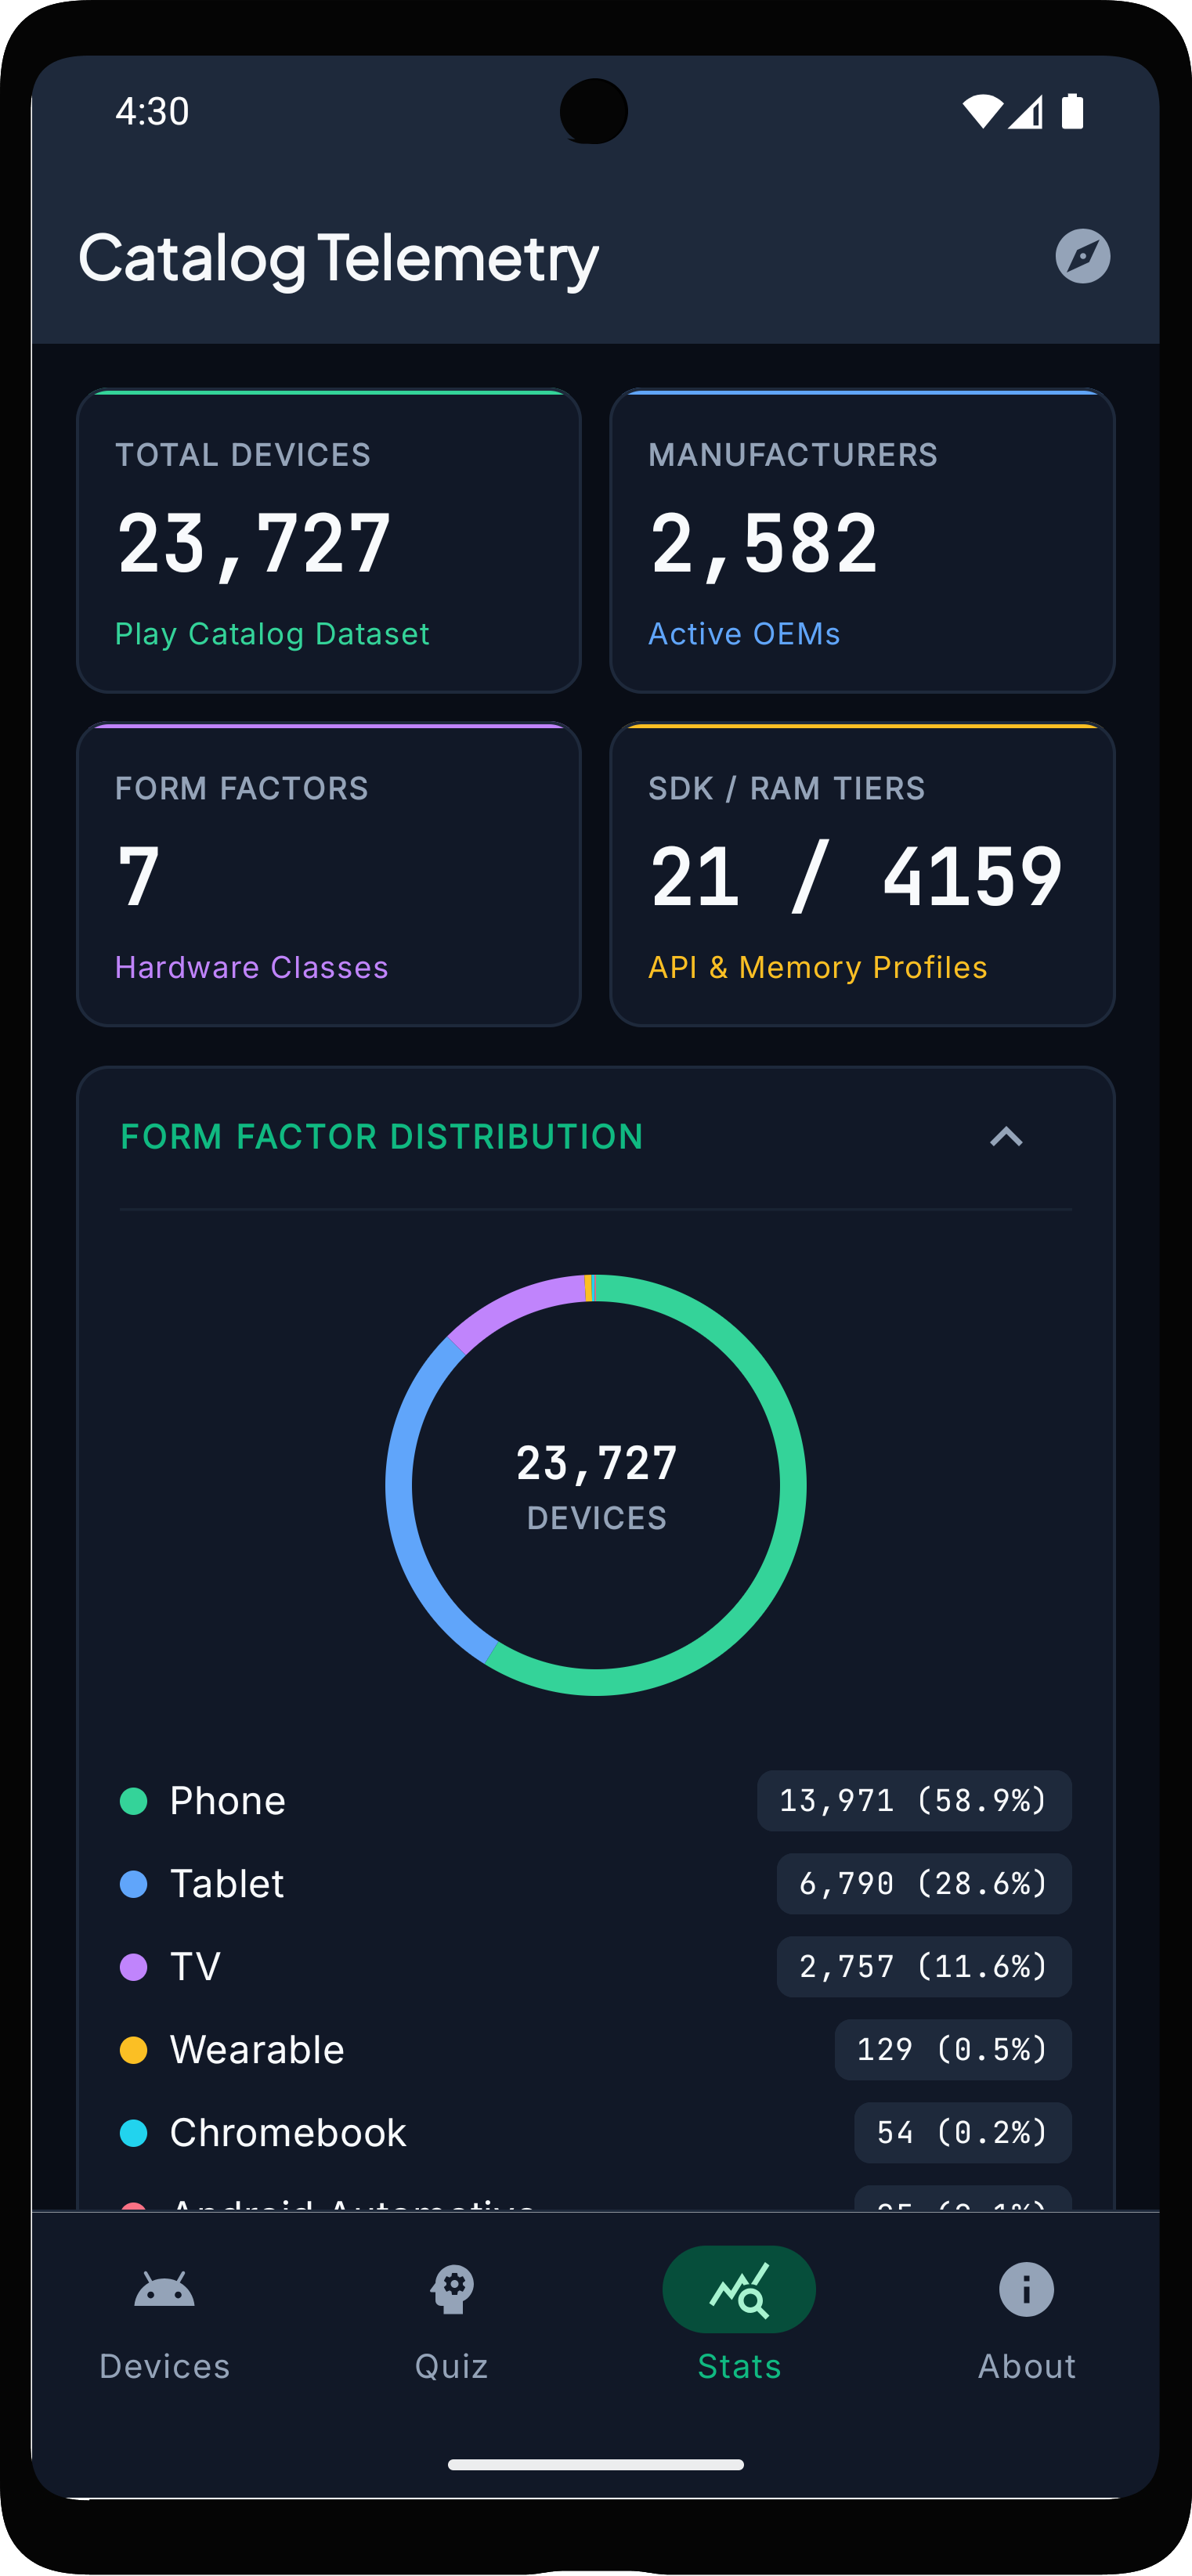 4:30
Catalog Telemetry
TOTAL DEVICES
23,727
Play Catalog Dataset
MANUFACTURERS
2,582
Active OEMs
FORM FACTORS
7
Hardware Classes
SDK / RAM TIERS
21 / 4159
API & Memory Profiles
FORM FACTOR DISTRIBUTION
23,727
DEVICES
Phone 13,971 (58.9%)
Tablet 6,790 (28.6%)
TV 2,757 (11.6%)
Wearable 129 (0.5%)
Chromebook 54 (0.2%)
Android Automotive
Devices Quiz Stats About